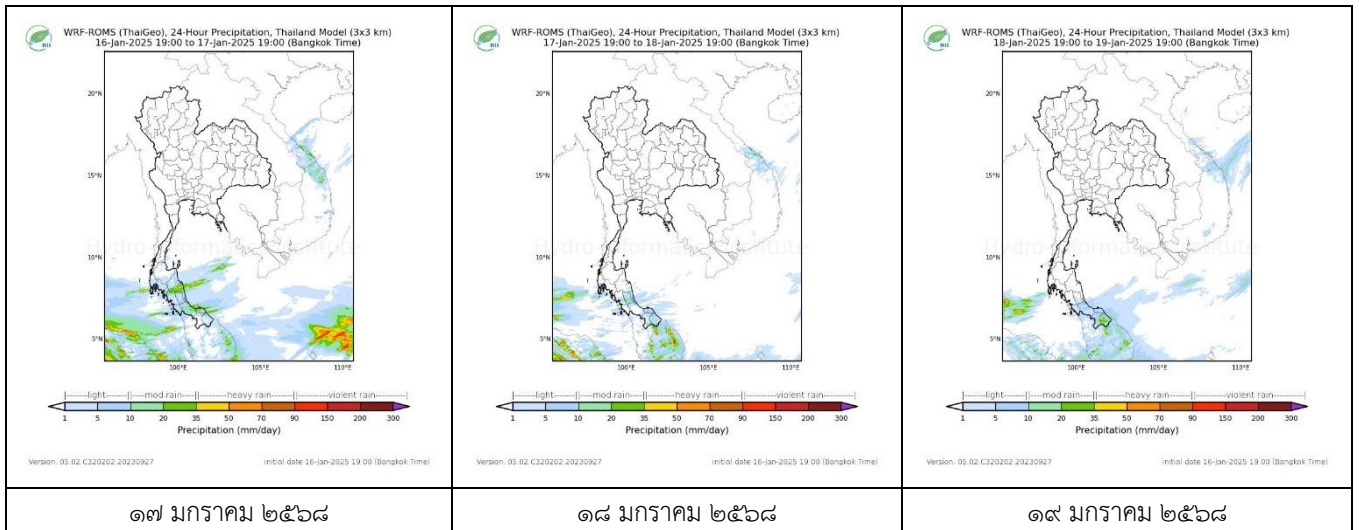 WRF-ROMS (ThaiGeo), 24-Hour Precipitation, Thailand Model (3x3 km)
16-Jan-2025 19:00 to 17-Jan-2025 19:00 (Bangkok Time)
HII
20°N
15°N
10°N
5°N
100°E 105°E 110°E
Hydro Informatics Institute
light mod rain heavy rain violent rain
1 5 10 20 35 50 70 90 150 200 300
Precipitation (mm/day)
Version: 05.02.C320202.20230927 initial date 16-Jan-2025 19:00 (Bangkok Time)
๑๗ มกราคม ๒๕๖๘
WRF-ROMS (ThaiGeo), 24-Hour Precipitation, Thailand Model (3x3 km)
17-Jan-2025 19:00 to 18-Jan-2025 19:00 (Bangkok Time)
HII
20°N
15°N
10°N
5°N
100°E 105°E 110°E
Hydro Informatics Institute
light mod rain heavy rain violent rain
1 5 10 20 35 50 70 90 150 200 300
Precipitation (mm/day)
Version: 05.02.C320202.20230927 initial date 16-Jan-2025 19:00 (Bangkok Time)
๑๘ มกราคม ๒๕๖๘
WRF-ROMS (ThaiGeo), 24-Hour Precipitation, Thailand Model (3x3 km)
18-Jan-2025 19:00 to 19-Jan-2025 19:00 (Bangkok Time)
HII
20°N
15°N
10°N
5°N
100°E 105°E 110°E
Hydro Informatics Institute
light mod rain heavy rain violent rain
1 5 10 20 35 50 70 90 150 200 300
Precipitation (mm/day)
Version: 05.02.C320202.20230927 initial date 16-Jan-2025 19:00 (Bangkok Time)
๑๙ มกราคม ๒๕๖๘